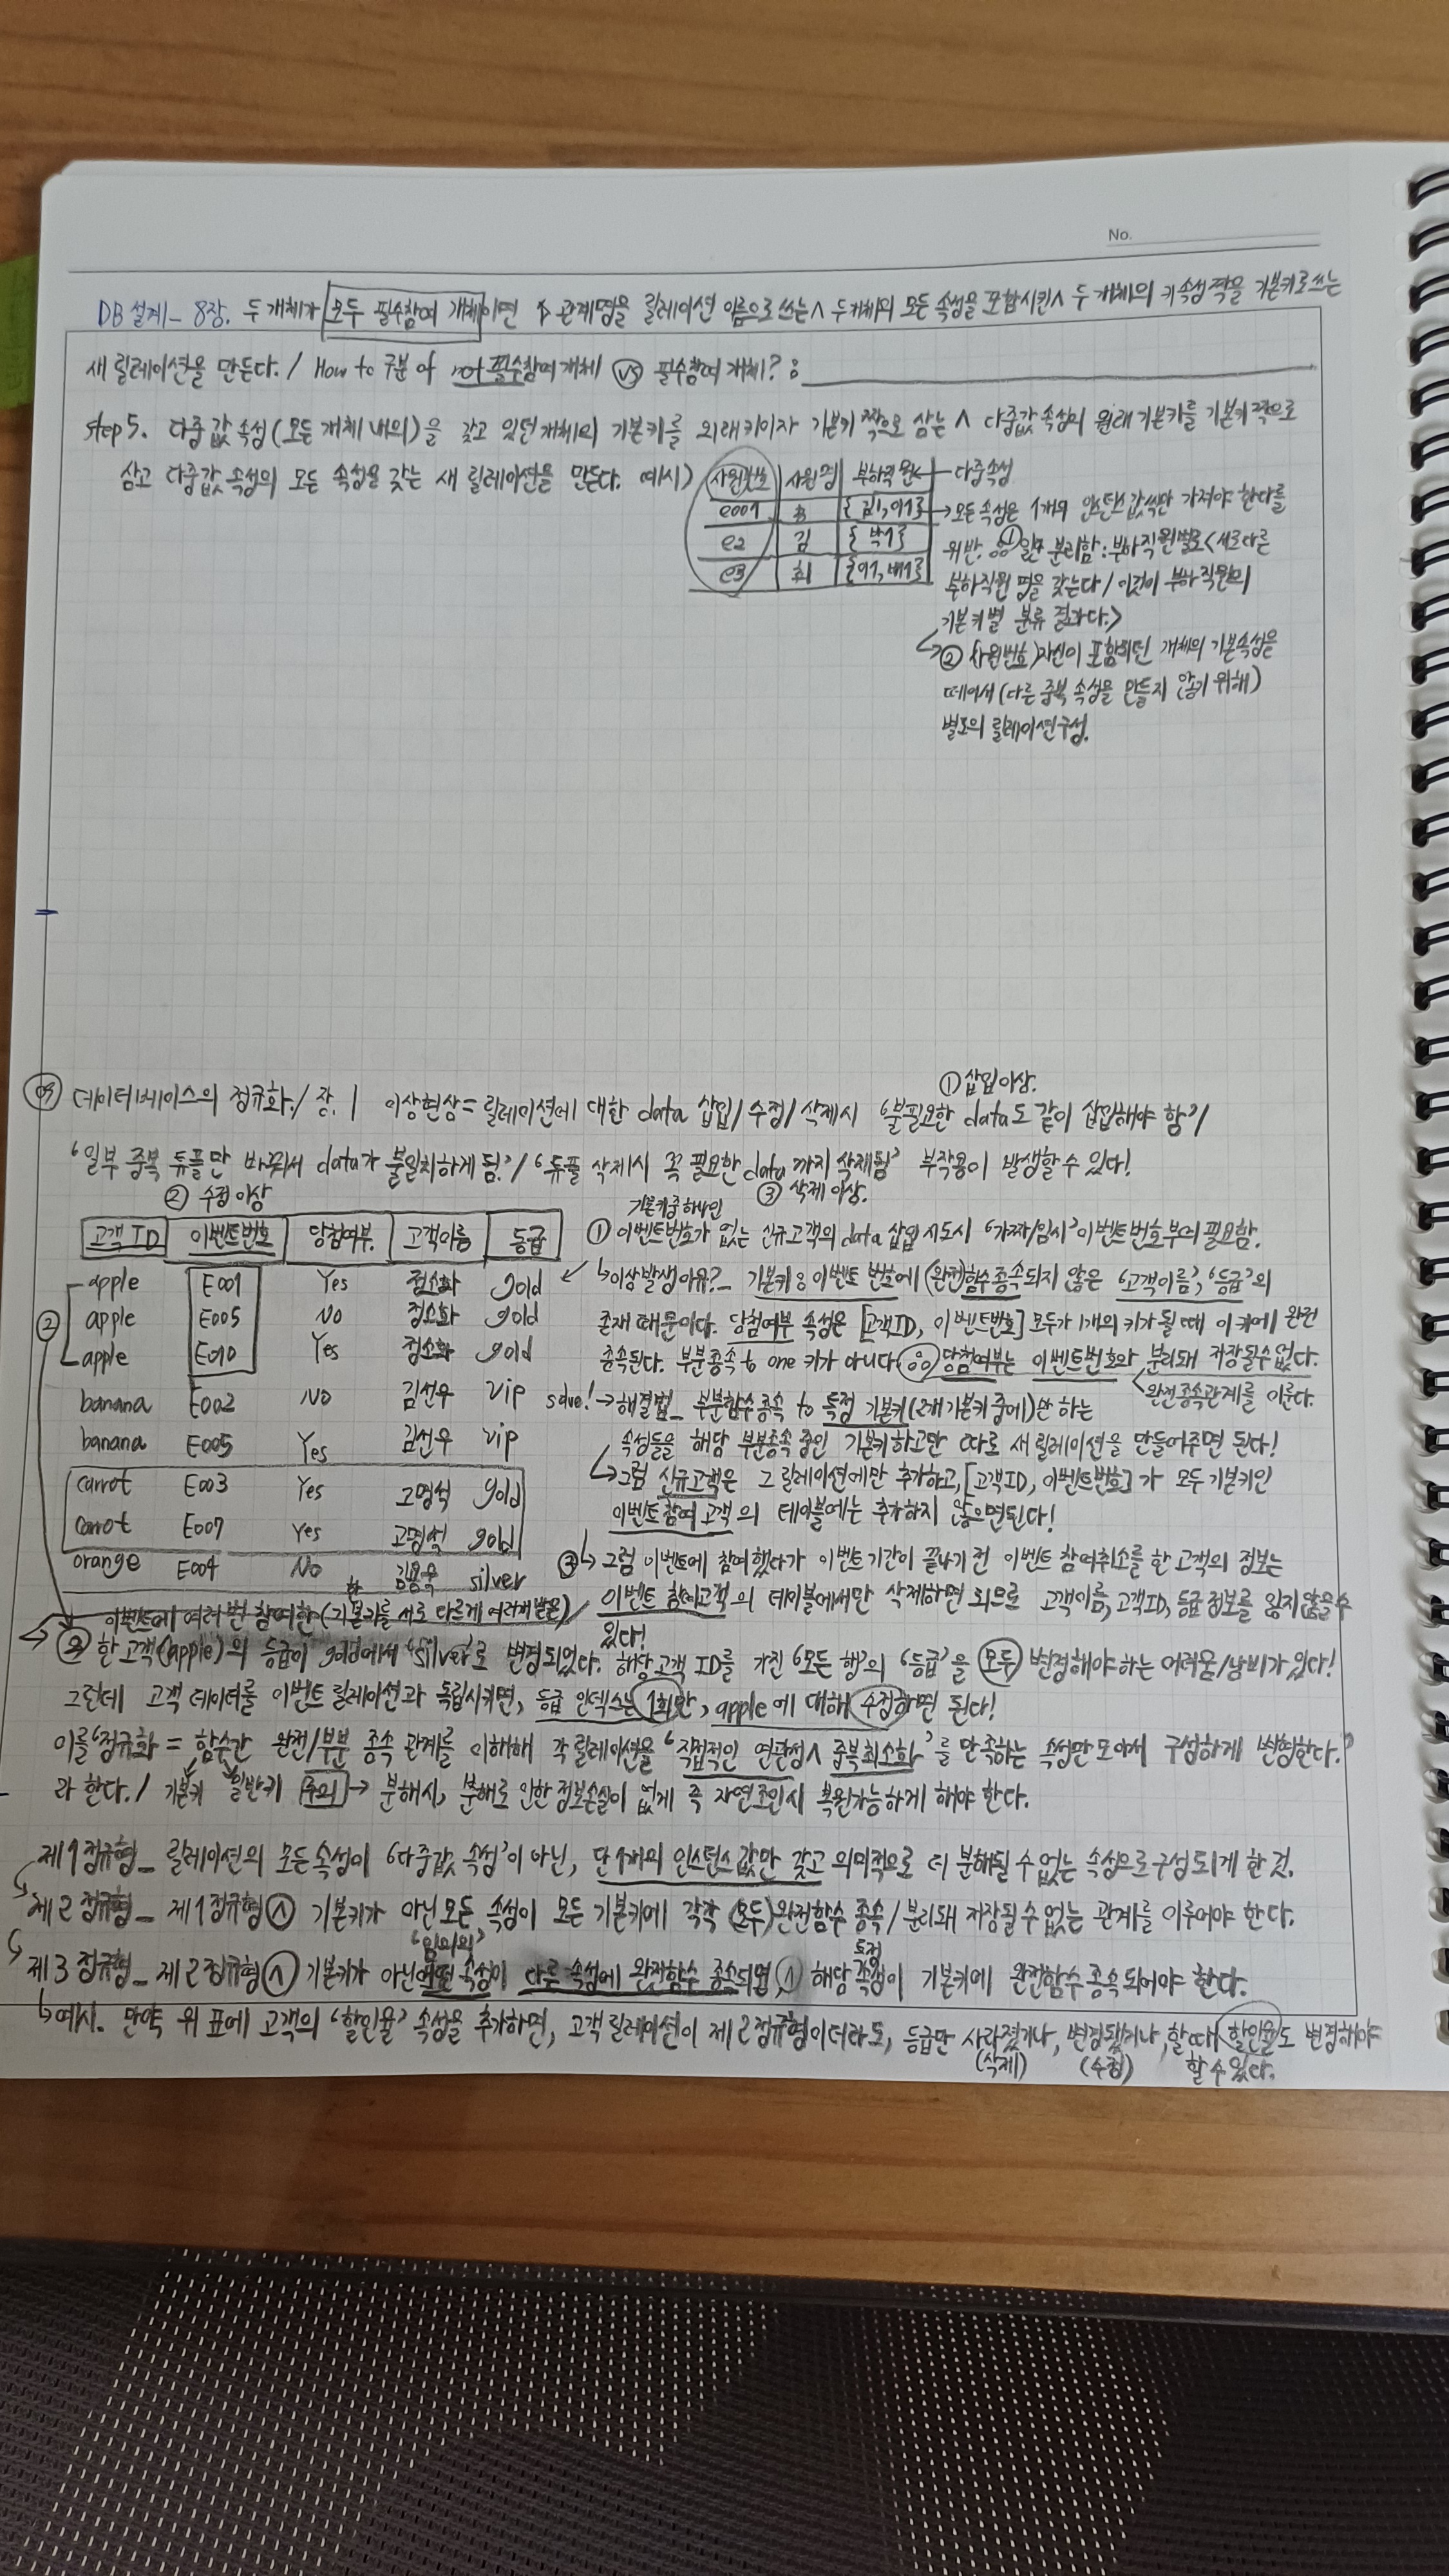 No.
DB 설계_ 8장. 두 개체가 모두 필수참여 개체이면 ▷ 관계명을 릴레이션 이름으로 쓰는 ∧ 두 개체의 모든 속성을 포함시킨 ∧ 두 개체의 키속성 짝을 기본키로 쓰는
새 릴레이션을 만든다. / How to 구분 of not 필수참여 개체 vs 필수참여 개체? :
step 5. 다중값 속성(모든 개체 내의)을 갖고 있던 개체의 기본키를 외래키이자 기본키 짝으로 삼는 ∧ 다중값 속성의 원래 기본키를 기본키 짝으로
삼고 다중값 속성의 모든 속성을 갖는 새 릴레이션을 만든다. 예시)
사원번호 사원명 부하직원 ← 다중속성
e001 {김1, 이1} → 모든 속성은 1개의 인스턴스값씩만 가져야 한다를
e2 김 {박1} 위반. ① 일단 분리함 : 부하직원별로 <서로다른
e3 최 부하직원 명을 갖는다 / 이것이 부하직원의
기본키별 분류 결과다.>
② (사원번호) 자신이 포함되던 개체의 기본속성을
떼어서 (다른 중복 속성을 만들지 않기 위해)
별도의 릴레이션구성.
09 데이터베이스의 정규화. / 장. | 이상현상 = 릴레이션에 대한 data 삽입/수정/삭제시 '불필요한 data도 같이 삽입해야 함' /
① 삽입이상.
'일부 중복 튜플만 바뀌서 data가 불일치하게 됨.' / '튜플 삭제시 꼭 필요한 data까지 삭제됨' 부작용이 발생할 수 있다!
② 수정이상
③ 삭제이상.
고객ID 이벤트번호 당첨여부. 고객이름 등급
apple E001 Yes 정소화 gold
apple E005 No 정소화 gold
② apple E010 Yes 정소화 gold
banana E002 No 김선우 vip
banana E005 Yes 김선우 vip
carrot E003 Yes 고명석 gold
carrot E007 Yes 고명석 gold
orange E004 No 김용욱 silver
기본키중 하나인
① 이벤트번호가 없는 신규고객의 data 삽입 시도시 '가짜/임시' 이벤트번호부여 필요함.
↳ 이상발생이유?_ 기본키 : 이벤트 번호에 (완전)함수종속되지 않은 '고객이름', '등급'의
존재 때문이다. 당첨여부 속성은 [고객ID, 이벤트번호] 모두가 1개의 키가 될 때 이 키에 완전
종속된다. 부분종속 to one 키가 아니다 ∵ 당첨여부는 이벤트번호와 분리돼 저장될수 없다.
완전종속관계를 이룬다.
solve! → 해결법_ 부분함수종속 to 특정 기본키(2개 기본키 중에)만 하는
속성들을 해당 부분종속 중인 기본키하고만 따로 새 릴레이션을 만들어주면 된다!
↳ 그럼 신규고객은 그 릴레이션에만 추가하고, [고객ID, 이벤트번호]가 모두 기본키인
이벤트참여 고객의 테이블에는 추가하지 않으면된다!
③ ↳ 그럼 이벤트에 참여했다가 이벤트기간이 끝나기 전 이벤트 참여취소를 한 고객의 정보는
이벤트 참여고객의 테이블에서만 삭제하면 되므로 고객이름, 고객ID, 등급 정보를 잃지 않을 수
있다!
이벤트에 여러번 참여한 (기본키를 서로 다르게 여러개 받은)
② 한 고객(apple)의 등급이 gold에서 'silver'로 변경되었다. 해당고객 ID를 가진 '모든 행'의 '등급'을 모두 변경해야하는 어려움/낭비가 있다!
그런데 고객 데이터를 이벤트 릴레이션과 독립시키면, 등급 인덱스는 1회만, apple에 대해 수정하면 된다!
이를 '정규화 = 함수간 완전/부분 종속 관계를 이해해 각 릴레이션을 '직접적인 연관성 ∧ 중복최소화'를 만족하는 속성만 모아서 구성하게 변형한다.'
라 한다. / 기본키 일반키 주의 → 분해시, 분해로 인한 정보손실이 없게 즉 자연조인시 복원가능하게 해야 한다.
제1정규형_ 릴레이션의 모든 속성이 '다중값 속성'이 아닌, 단 1개의 인스턴스값만 갖고 의미적으로 더 분해될 수 없는 속성으로 구성되게 한 것.
제2정규형_ 제1정규형 ∧ 기본키가 아닌 모든 속성이 모든 기본키에 각각 (모두) 완전함수 종속 / 분리돼 저장될 수 없는 관계를 이루어야 한다.
'임의의' 특정
제3정규형_ 제2정규형 ∧ 기본키가 아닌 어떤 속성이 다른 속성에 완전함수 종속되면, ∧ 해당 속성이 기본키에 완전함수 종속되어야 한다.
↳ 예시. 만약 위 표에 고객의 '할인율' 속성을 추가하면, 고객 릴레이션이 제2정규형이더라도, 등급만 사라졌거나, 변경됐거나, 할때 할인율도 변경해야
(삭제) (수정) 할 수 있다.